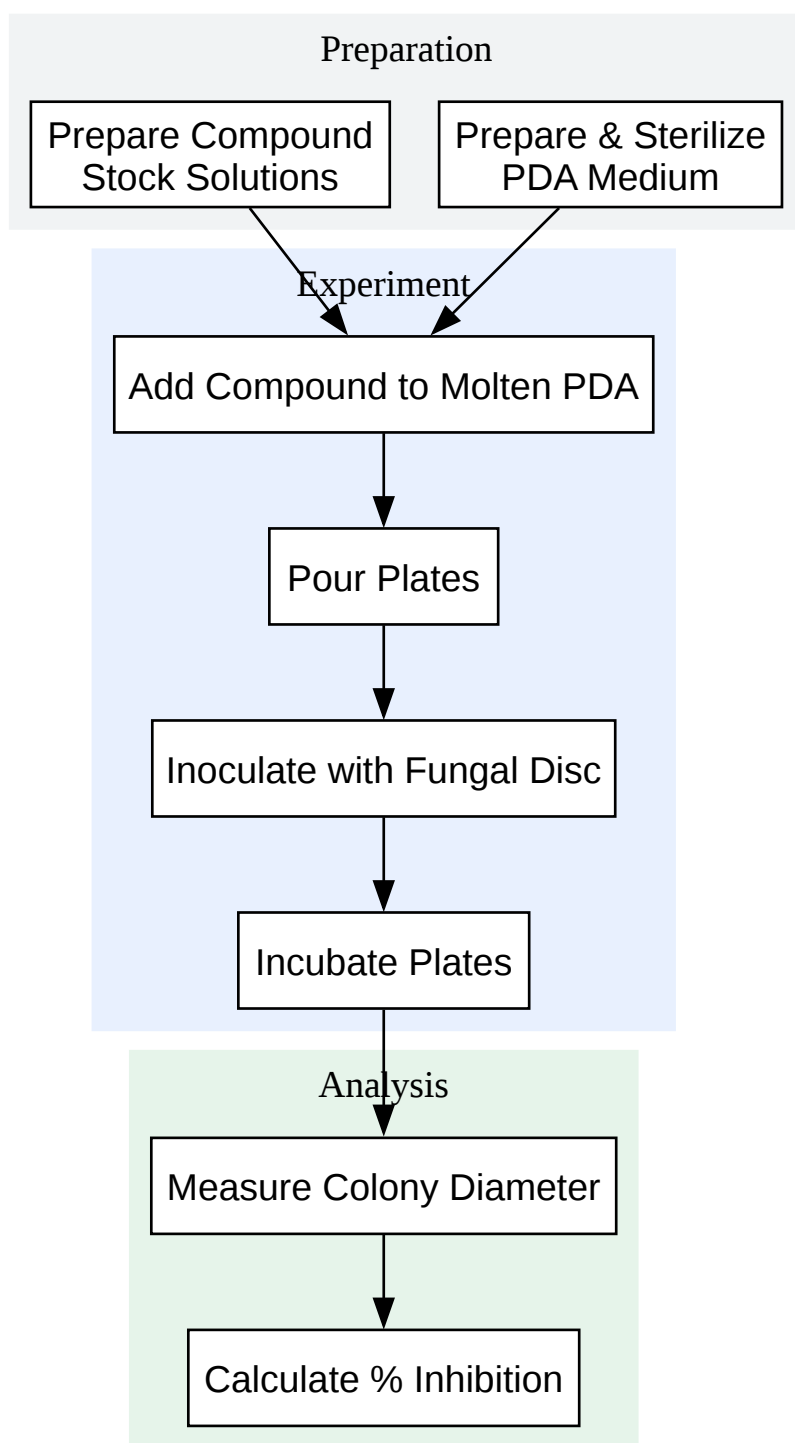 Preparation
Prepare Compound
Stock Solutions
Prepare & Sterilize
PDA Medium
Experiment
Add Compound to Molten PDA
Pour Plates
Inoculate with Fungal Disc
Incubate Plates
Analysis
Measure Colony Diameter
Calculate % Inhibition